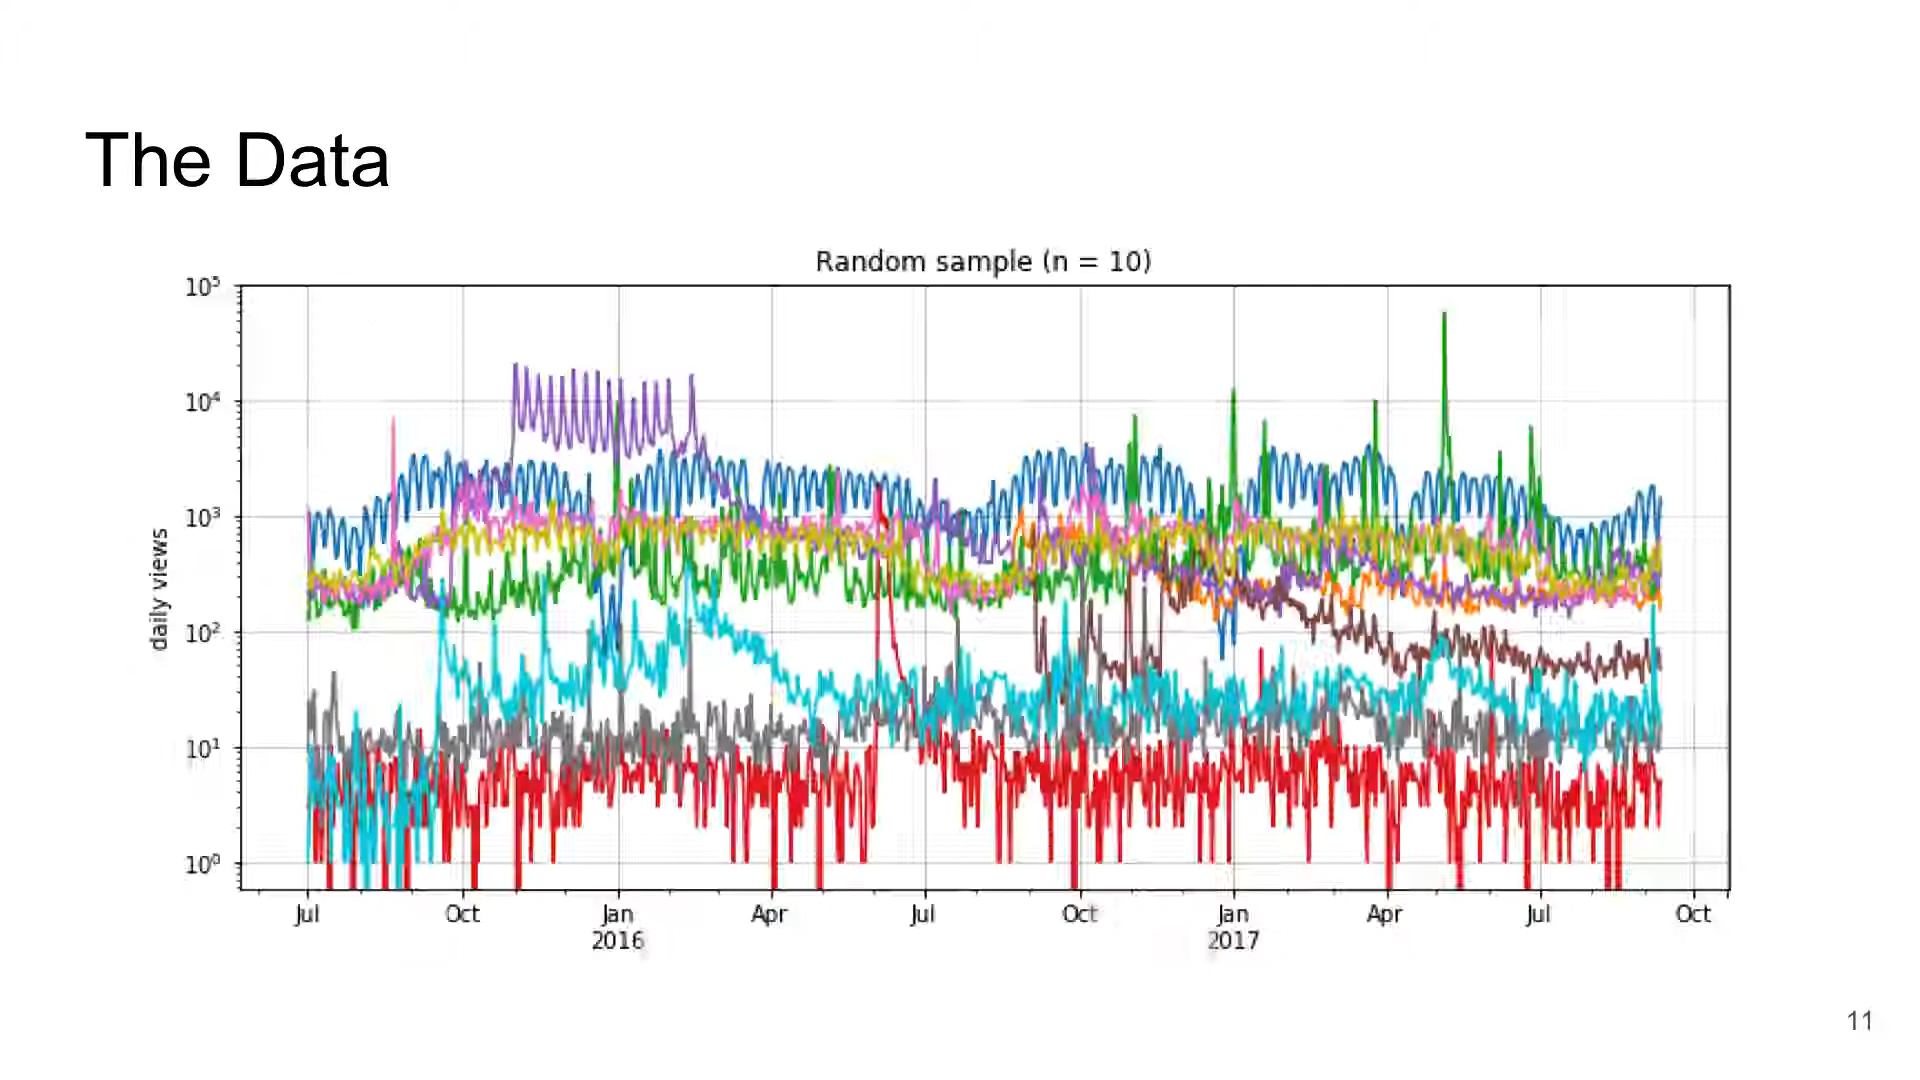 The Data
Random sample (n = 10)
10⁵
10⁴
10³
10²
10¹
10⁰
daily views
Jul Oct Jan Apr Jul Oct Jan Apr Jul Oct
2016 2017
11